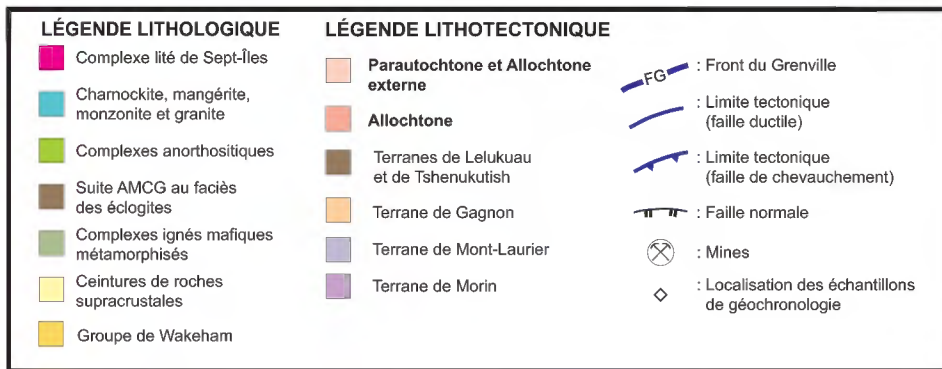 LÉGENDE LITHOLOGIQUE
Complexe lité de Sept-Îles
Charnockite, mangérite,
monzonite et granite
Complexes anorthositiques
Suite AMCG au faciès
des éclogites
Complexes ignés mafiques
métamorphisés
Ceintures de roches
supracrustales
Groupe de Wakeham
LÉGENDE LITHOTECTONIQUE
Parautochtone et Allochtone
externe
Allochtone
Terranes de Lelukuau
et de Tshenukutish
Terrane de Gagnon
Terrane de Mont-Laurier
Terrane de Morin
FG : Front du Grenville
: Limite tectonique
(faille ductile)
: Limite tectonique
(faille de chevauchement)
: Faille normale
: Mines
: Localisation des échantillons
de géochronologie